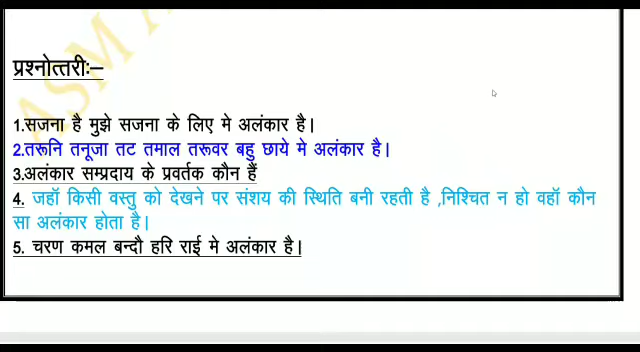 ASM A
प्रश्नोत्तरीः–
1.सजना है मुझे सजना के लिए मे अलंकार है।
2.तरूनि तनूजा तट तमाल तरूवर बहु छाये मे अलंकार है।
3.अलंकार सम्प्रदाय के प्रवर्तक कौन हैं
4. जहॉ किसी वस्तु को देखने पर संशय की स्थिति बनी रहती है ,निश्चित न हो वहॉ कौन
सा अलंकार होता है।
5. चरण कमल बन्दौ हरि राई मे अलंकार है।